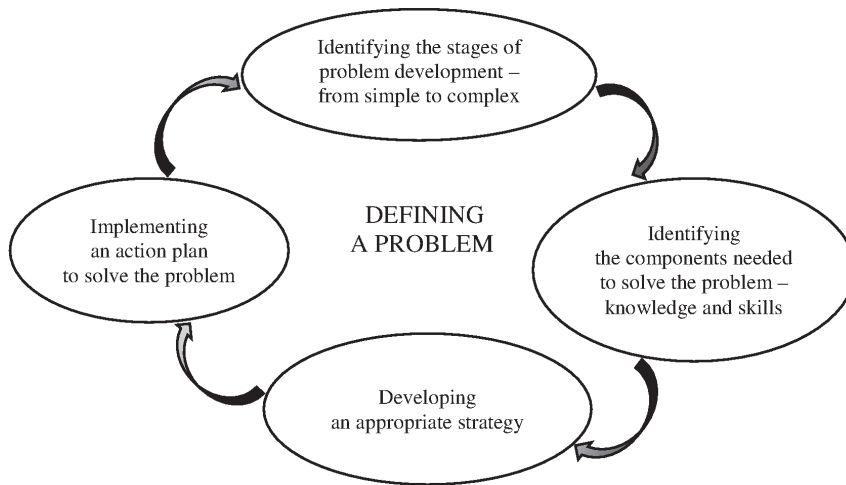 Identifying the stages of
problem development –
from simple to complex
DEFINING
A PROBLEM
Identifying
the components needed
to solve the problem –
knowledge and skills
Developing
an appropriate strategy
Implementing
an action plan
to solve the problem